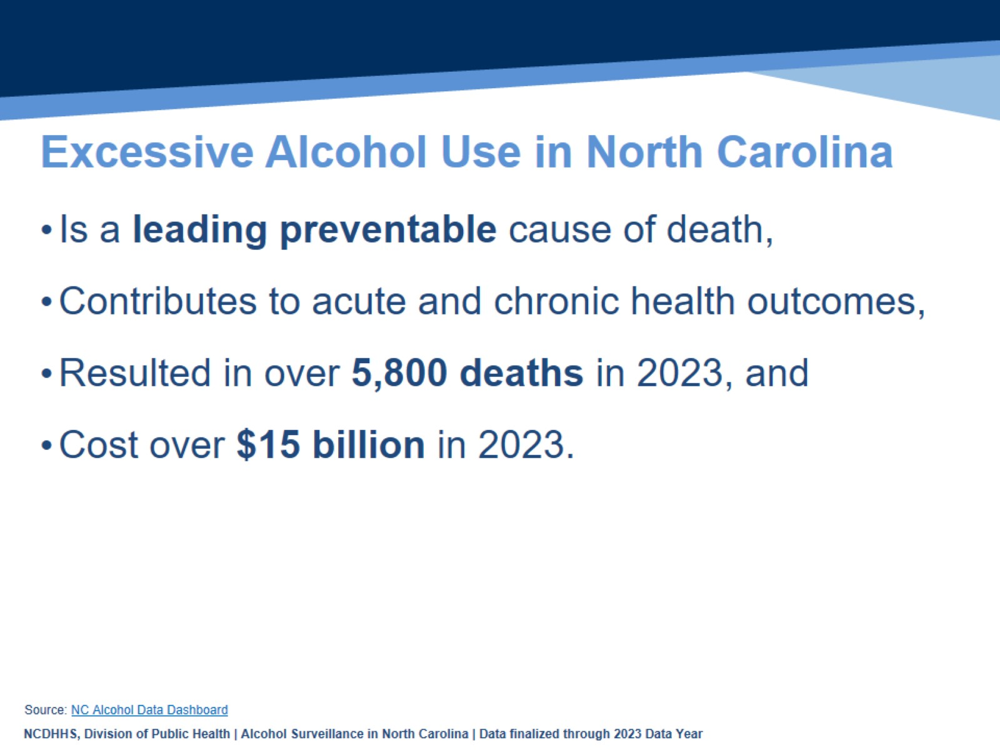 Excessive Alcohol Use in North Carolina
• Is a leading preventable cause of death,
• Contributes to acute and chronic health outcomes,
• Resulted in over 5,800 deaths in 2023, and
• Cost over $15 billion in 2023.
Source: NC Alcohol Data Dashboard
NCDHHS, Division of Public Health | Alcohol Surveillance in North Carolina | Data finalized through 2023 Data Year